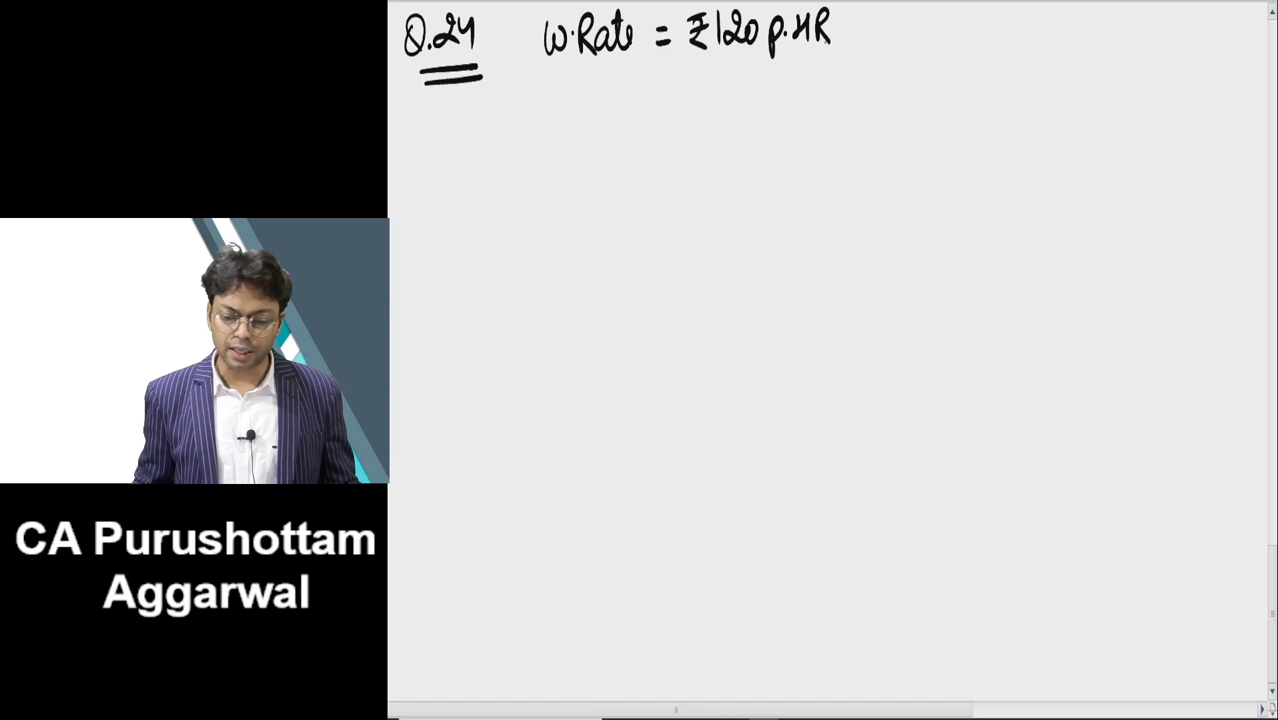 Q.24 W.Rate = ₹120 p.HR
CA Purushottam
Aggarwal